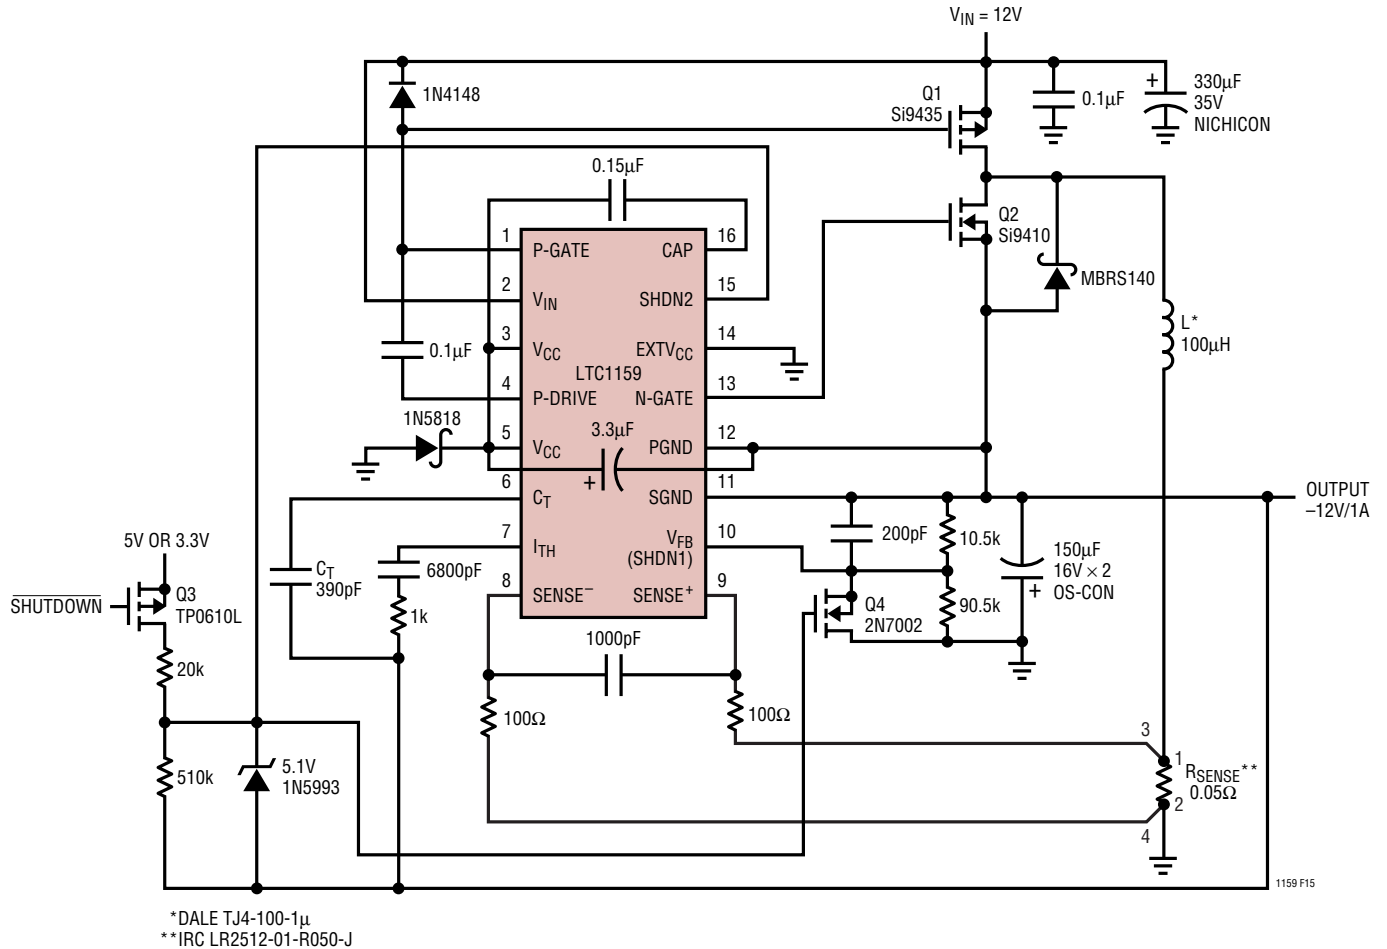 V_IN = 12V
1N4148
Q1
Si9435
0.1µF
+
330µF
35V
NICHICON
0.15µF
Q2
Si9410
MBRS140
L*
100µH
1
P-GATE
CAP
16
2
V_IN
SHDN2
15
3
V_CC
EXTV_CC
14
LTC1159
4
P-DRIVE
N-GATE
13
0.1µF
1N5818
5
V_CC
3.3µF
+
PGND
12
6
C_T
SGND
11
7
I_TH
V_FB
(SHDN1)
10
8
SENSE–
SENSE+
9
OUTPUT
–12V/1A
200pF
10.5k
90.5k
150µF
16V × 2
OS-CON
+
Q4
2N7002
5V OR 3.3V
SHUTDOWN
Q3
TP0610L
C_T
390pF
6800pF
1k
1000pF
20k
100Ω
100Ω
510k
5.1V
1N5993
3
1
R_SENSE**
0.05Ω
2
4
1159 F15
*DALE TJ4-100-1µ
**IRC LR2512-01-R050-J